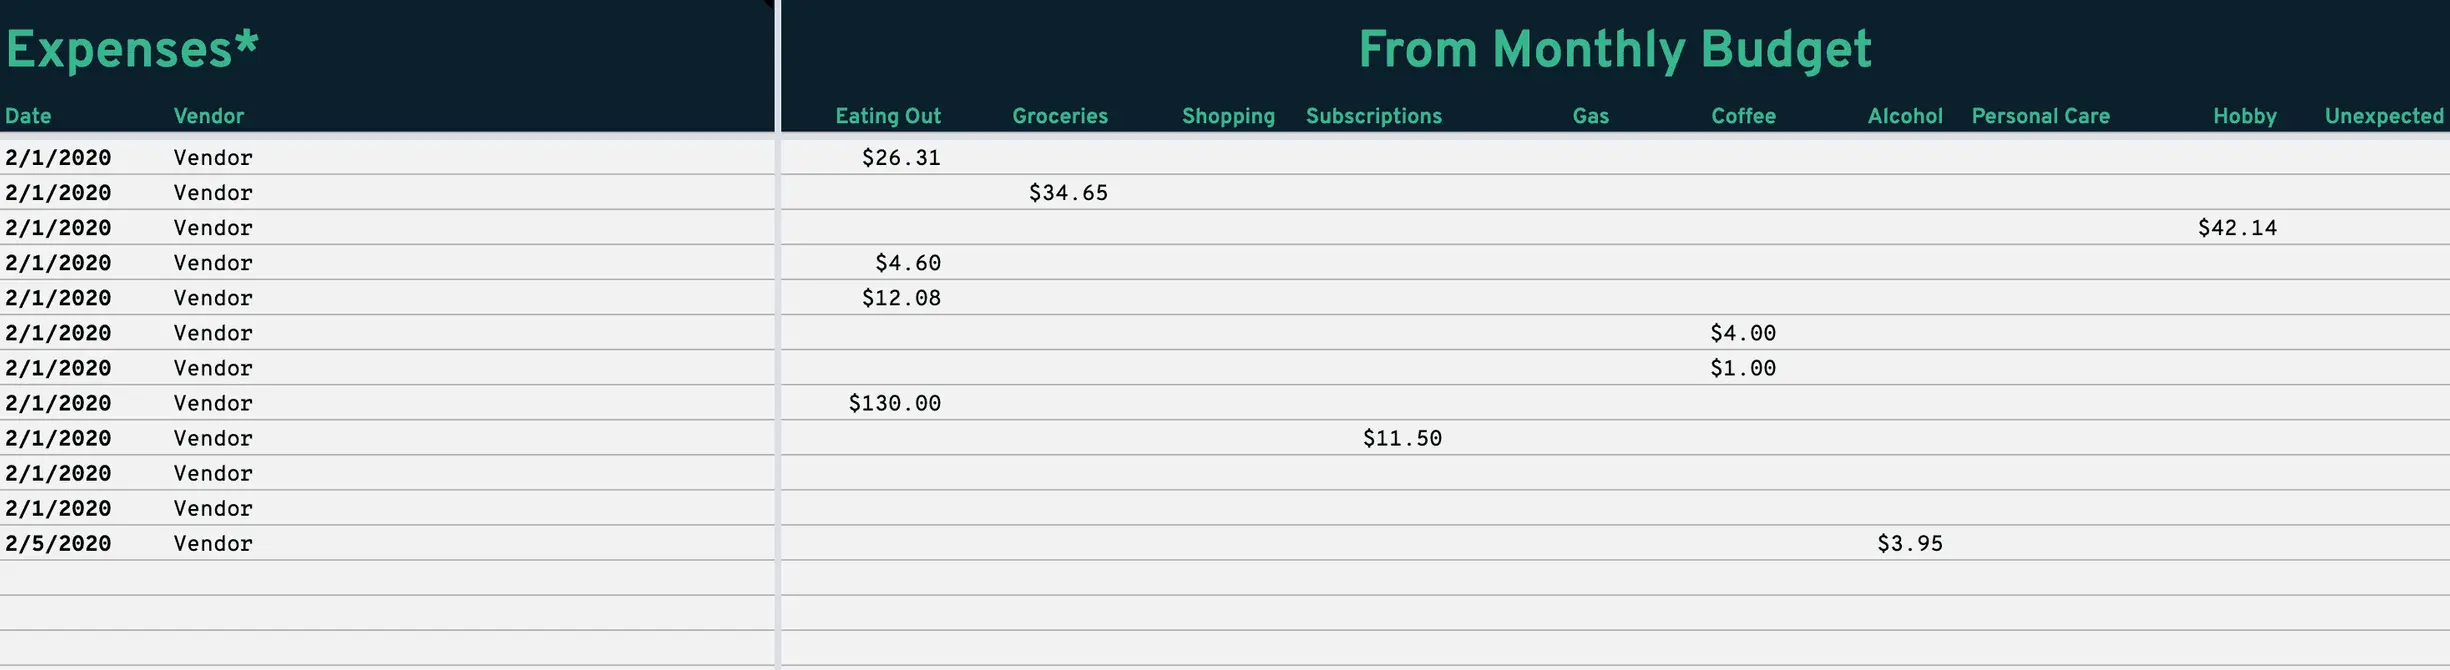 Expenses* From Monthly Budget
Date Vendor Eating Out Groceries Shopping Subscriptions Gas Coffee Alcohol Personal Care Hobby Unexpected
2/1/2020 Vendor $26.31
2/1/2020 Vendor $34.65
2/1/2020 Vendor $42.14
2/1/2020 Vendor $4.60
2/1/2020 Vendor $12.08
2/1/2020 Vendor $4.00
2/1/2020 Vendor $1.00
2/1/2020 Vendor $130.00
2/1/2020 Vendor $11.50
2/1/2020 Vendor
2/1/2020 Vendor
2/5/2020 Vendor $3.95